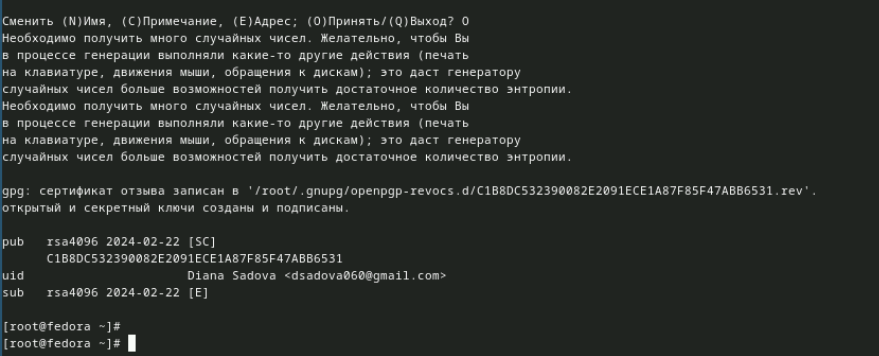 Сменить (N)Имя, (C)Примечание, (E)Адрес; (O)Принять/(Q)Выход? O
Необходимо получить много случайных чисел. Желательно, чтобы Вы
в процессе генерации выполняли какие-то другие действия (печать
на клавиатуре, движения мыши, обращения к дискам); это даст генератору
случайных чисел больше возможностей получить достаточное количество энтропии.
Необходимо получить много случайных чисел. Желательно, чтобы Вы
в процессе генерации выполняли какие-то другие действия (печать
на клавиатуре, движения мыши, обращения к дискам); это даст генератору
случайных чисел больше возможностей получить достаточное количество энтропии.
gpg: сертификат отзыва записан в '/root/.gnupg/openpgp-revocs.d/C1B8DC532390082E2091ECE1A87F85F47ABB6531.rev'.
открытый и секретный ключи созданы и подписаны.
pub   rsa4096 2024-02-22 [SC]
      C1B8DC532390082E2091ECE1A87F85F47ABB6531
uid                      Diana Sadova <dsadova060@gmail.com>
sub   rsa4096 2024-02-22 [E]
[root@fedora ~]#
[root@fedora ~]#